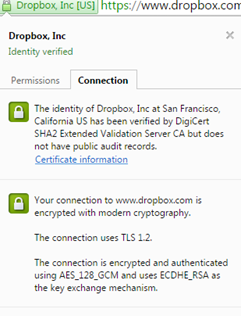 Dropbox, Inc [US] https://www.dropbox.com
Dropbox, Inc
Identity verified
Permissions Connection
The identity of Dropbox, Inc at San Francisco,
California US has been verified by DigiCert
SHA2 Extended Validation Server CA but does
not have public audit records.
Certificate information
Your connection to www.dropbox.com is
encrypted with modern cryptography.
The connection uses TLS 1.2.
The connection is encrypted and authenticated
using AES_128_GCM and uses ECDHE_RSA as
the key exchange mechanism.